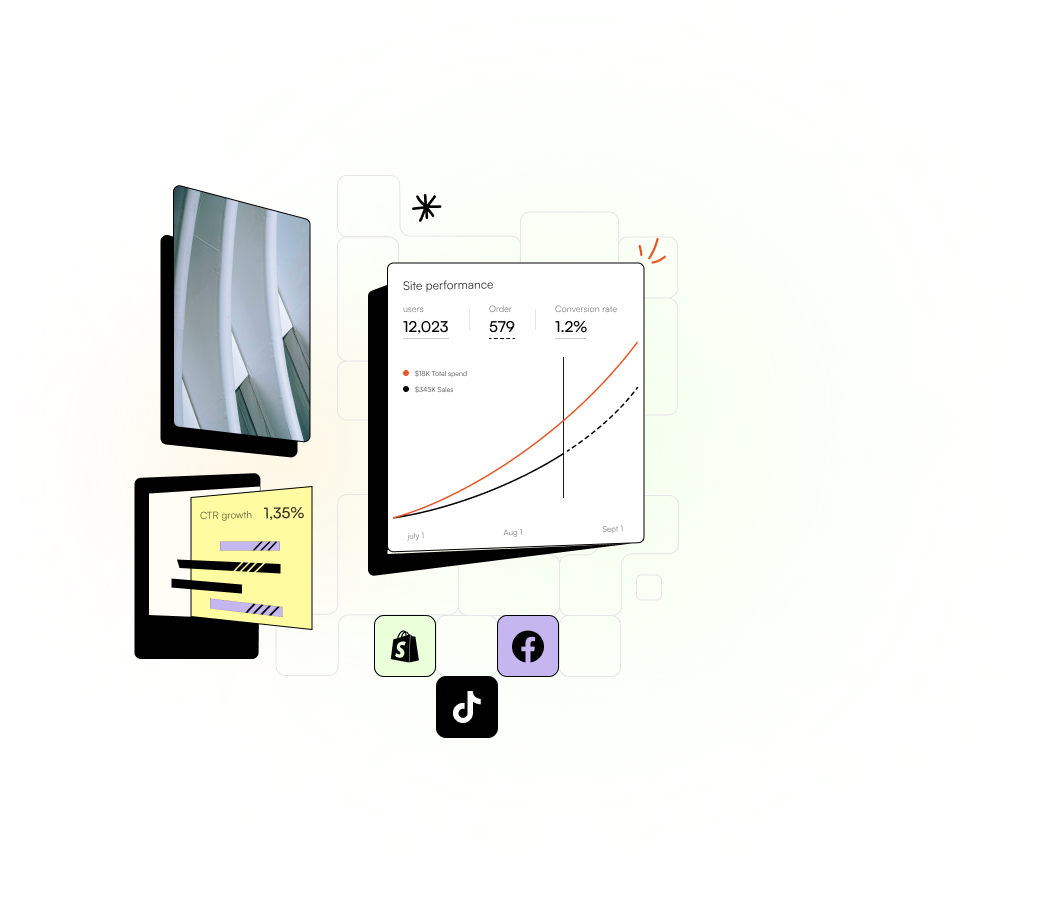 Site performance
users Order Conversion rate
12,023 579 1.2%
$18K Total spend
$345K Sales
july 1 Aug 1 Sept 1
CTR growth 1,35%